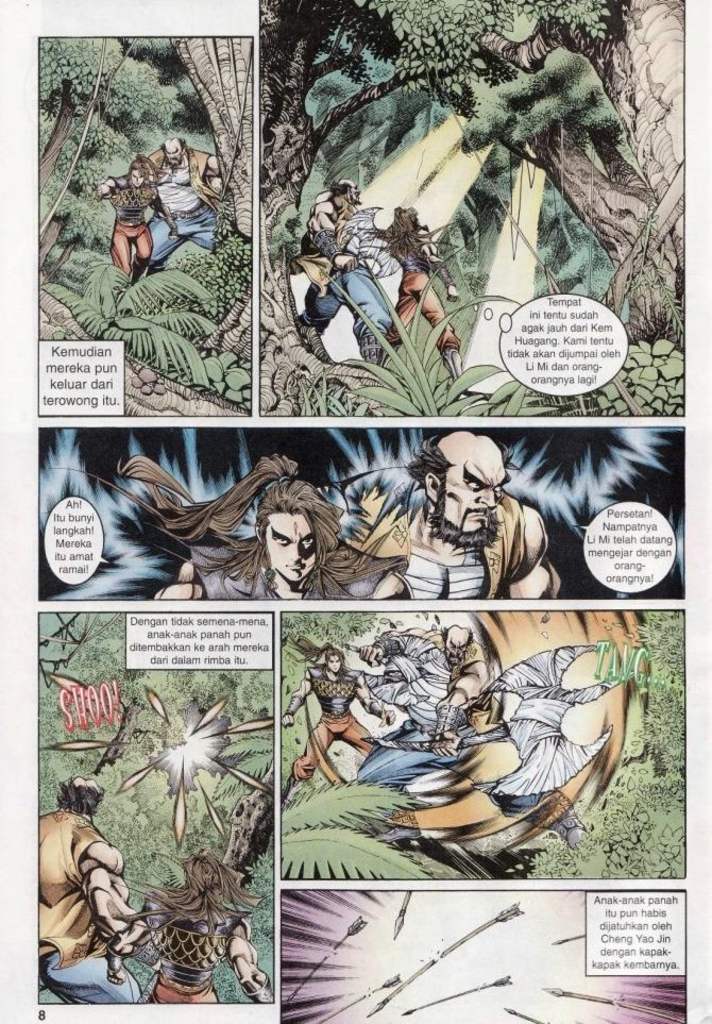 Kemudian
mereka pun
keluar dari
terowong itu.
Tempat
ini tentu sudah
agak jauh dari Kem
Huagang. Kami tentu
tidak akan dijumpai oleh
Li Mi dan orang-
orangnya lagi!
Ah!
Itu bunyi
langkah!
Mereka
itu amat
ramai!
Persetan!
Nampatnya
Li Mi telah datang
mengejar dengan
orang-
orangnya!
Dengan tidak semena-mena,
anak-anak panah pun
ditembakkan ke arah mereka
dari dalam rimba itu.
SHOO!
TANG...
Anak-anak panah
itu pun habis
dijatuhkan oleh
Cheng Yao Jin
dengan kapak-
kapak kembarnya.
8